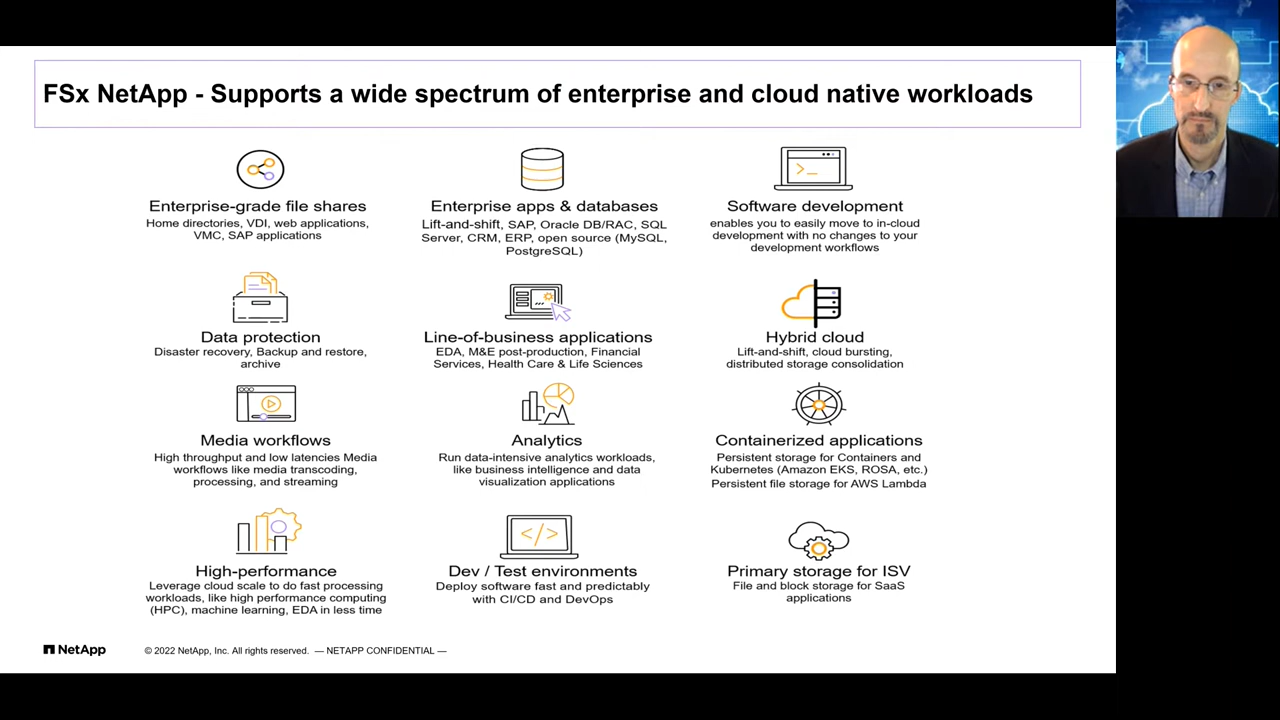 FSx NetApp - Supports a wide spectrum of enterprise and cloud native workloads
Enterprise-grade file shares
Home directories, VDI, web applications,
VMC, SAP applications
Enterprise apps & databases
Lift-and-shift, SAP, Oracle DB/RAC, SQL
Server, CRM, ERP, open source (MySQL,
PostgreSQL)
Software development
enables you to easily move to in-cloud
development with no changes to your
development workflows
Data protection
Disaster recovery, Backup and restore,
archive
Line-of-business applications
EDA, M&E post-production, Financial
Services, Health Care & Life Sciences
Hybrid cloud
Lift-and-shift, cloud bursting,
distributed storage consolidation
Media workflows
High throughput and low latencies Media
workflows like media transcoding,
processing, and streaming
Analytics
Run data-intensive analytics workloads,
like business intelligence and data
visualization applications
Containerized applications
Persistent storage for Containers and
Kubernetes (Amazon EKS, ROSA, etc.)
Persistent file storage for AWS Lambda
High-performance
Leverage cloud scale to do fast processing
workloads, like high performance computing
(HPC), machine learning, EDA in less time
Dev / Test environments
Deploy software fast and predictably
with CI/CD and DevOps
Primary storage for ISV
File and block storage for SaaS
applications
NetApp
© 2022 NetApp, Inc. All rights reserved. — NETAPP CONFIDENTIAL —